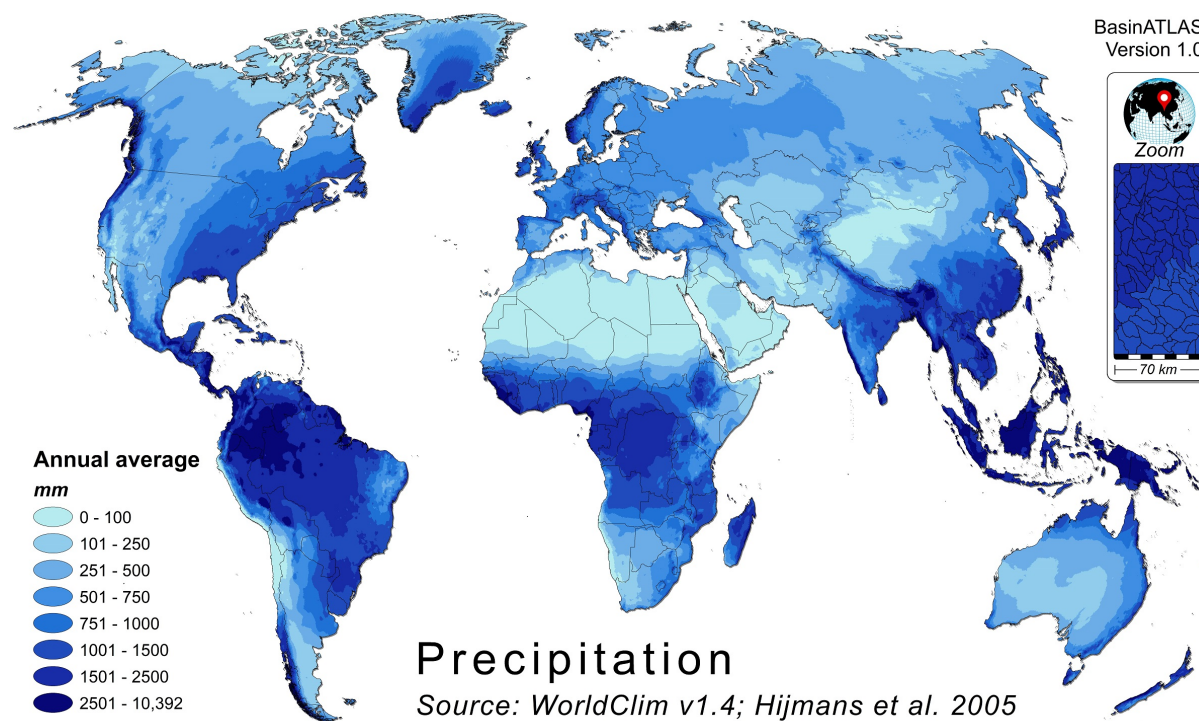 BasinATLAS
Version 1.0
Zoom
70 km
Annual average
mm
0 - 100
101 - 250
251 - 500
501 - 750
751 - 1000
1001 - 1500
1501 - 2500
2501 - 10,392
Precipitation
Source: WorldClim v1.4; Hijmans et al. 2005